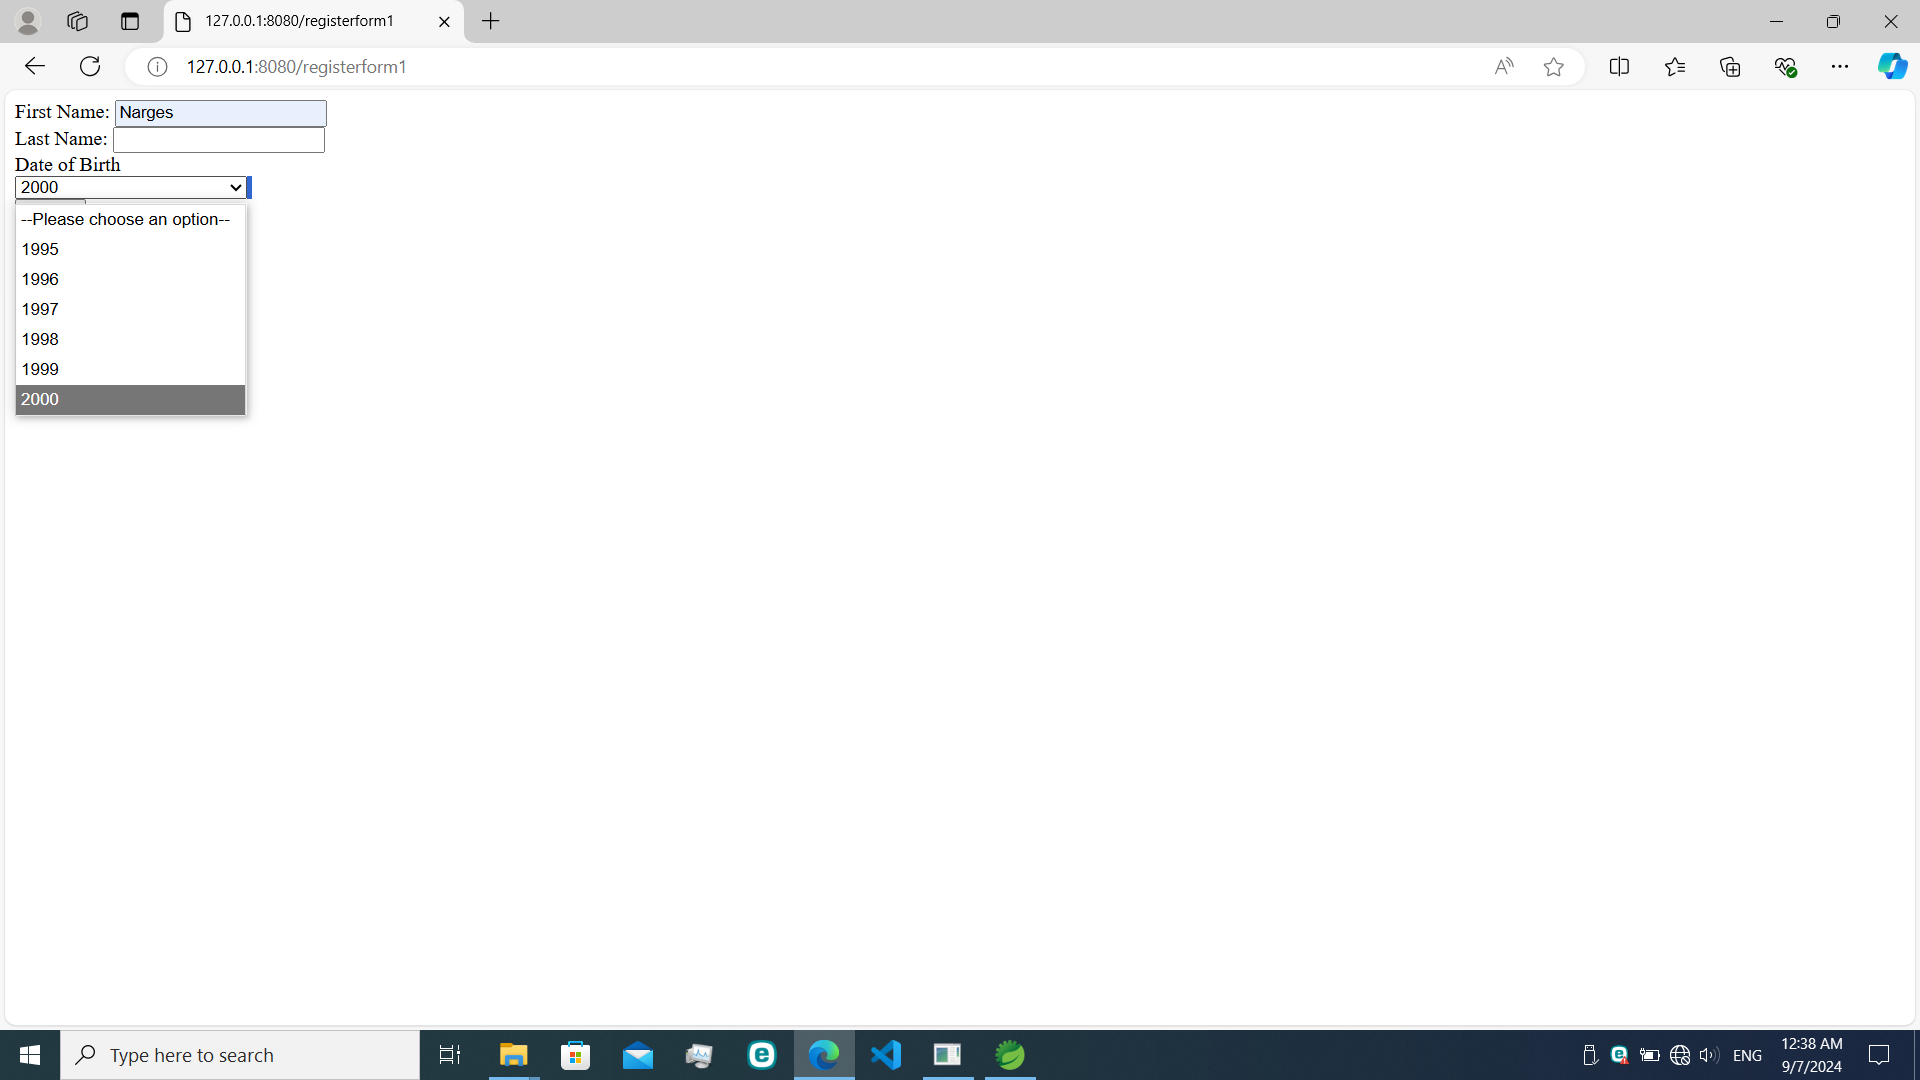 127.0.0.1:8080/registerform1
127.0.0.1:8080/registerform1
First Name: Narges
Last Name:
Date of Birth
2000
--Please choose an option--
1995
1996
1997
1998
1999
2000
Type here to search
ENG
12:38 AM
9/7/2024